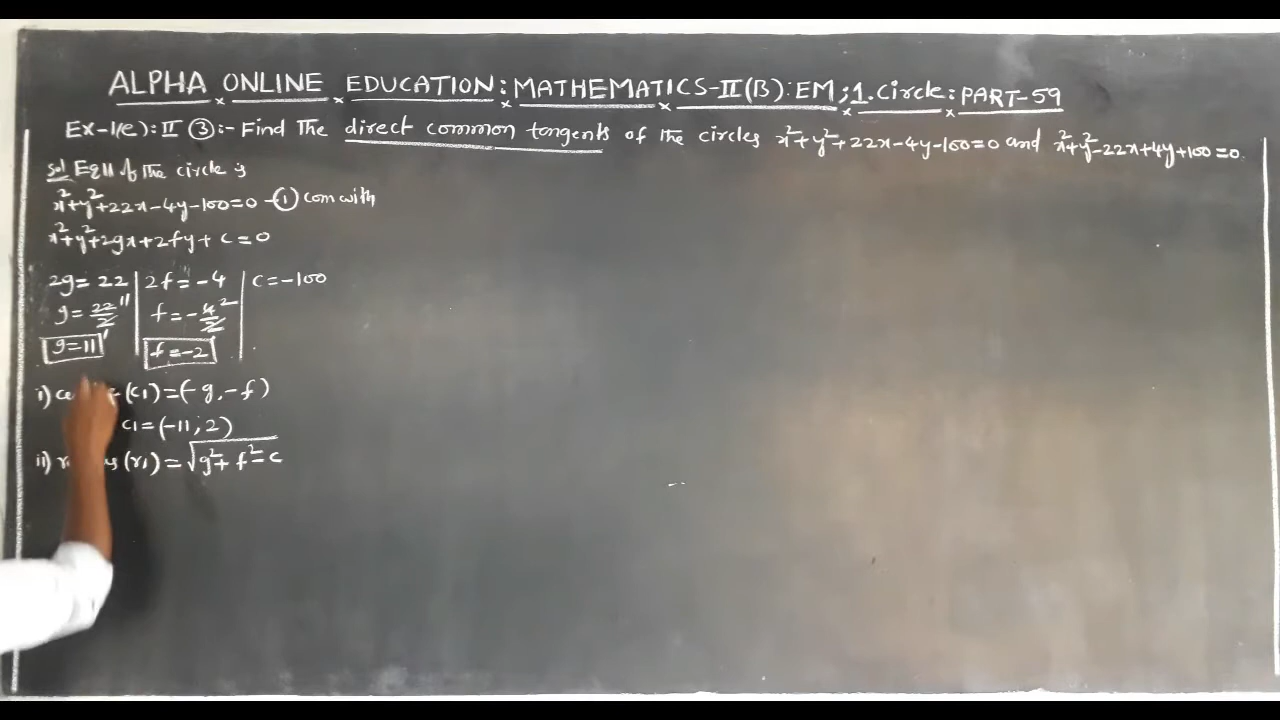 ALPHA ONLINE EDUCATION: MATHEMATICS-II(B): EM; 1. Circle: PART-59
Ex-1(e): II ③:- Find The direct common tangents of the circles x²+y²+22x-4y-100=0 and x²+y²-22x+4y+100=0.
Sol Eqn of the circle is
x²+y²+22x-4y-100=0 -① com with
x²+y²+2gx+2fy+c=0
2g=22 | 2f=-4 | c=-100
g=22/2 11 | f=-4/2 2
g=11 | f=-2
i) (c1)=(-g,-f)
c1=(-11,2)
ii) (r1)=√g²+f²-c